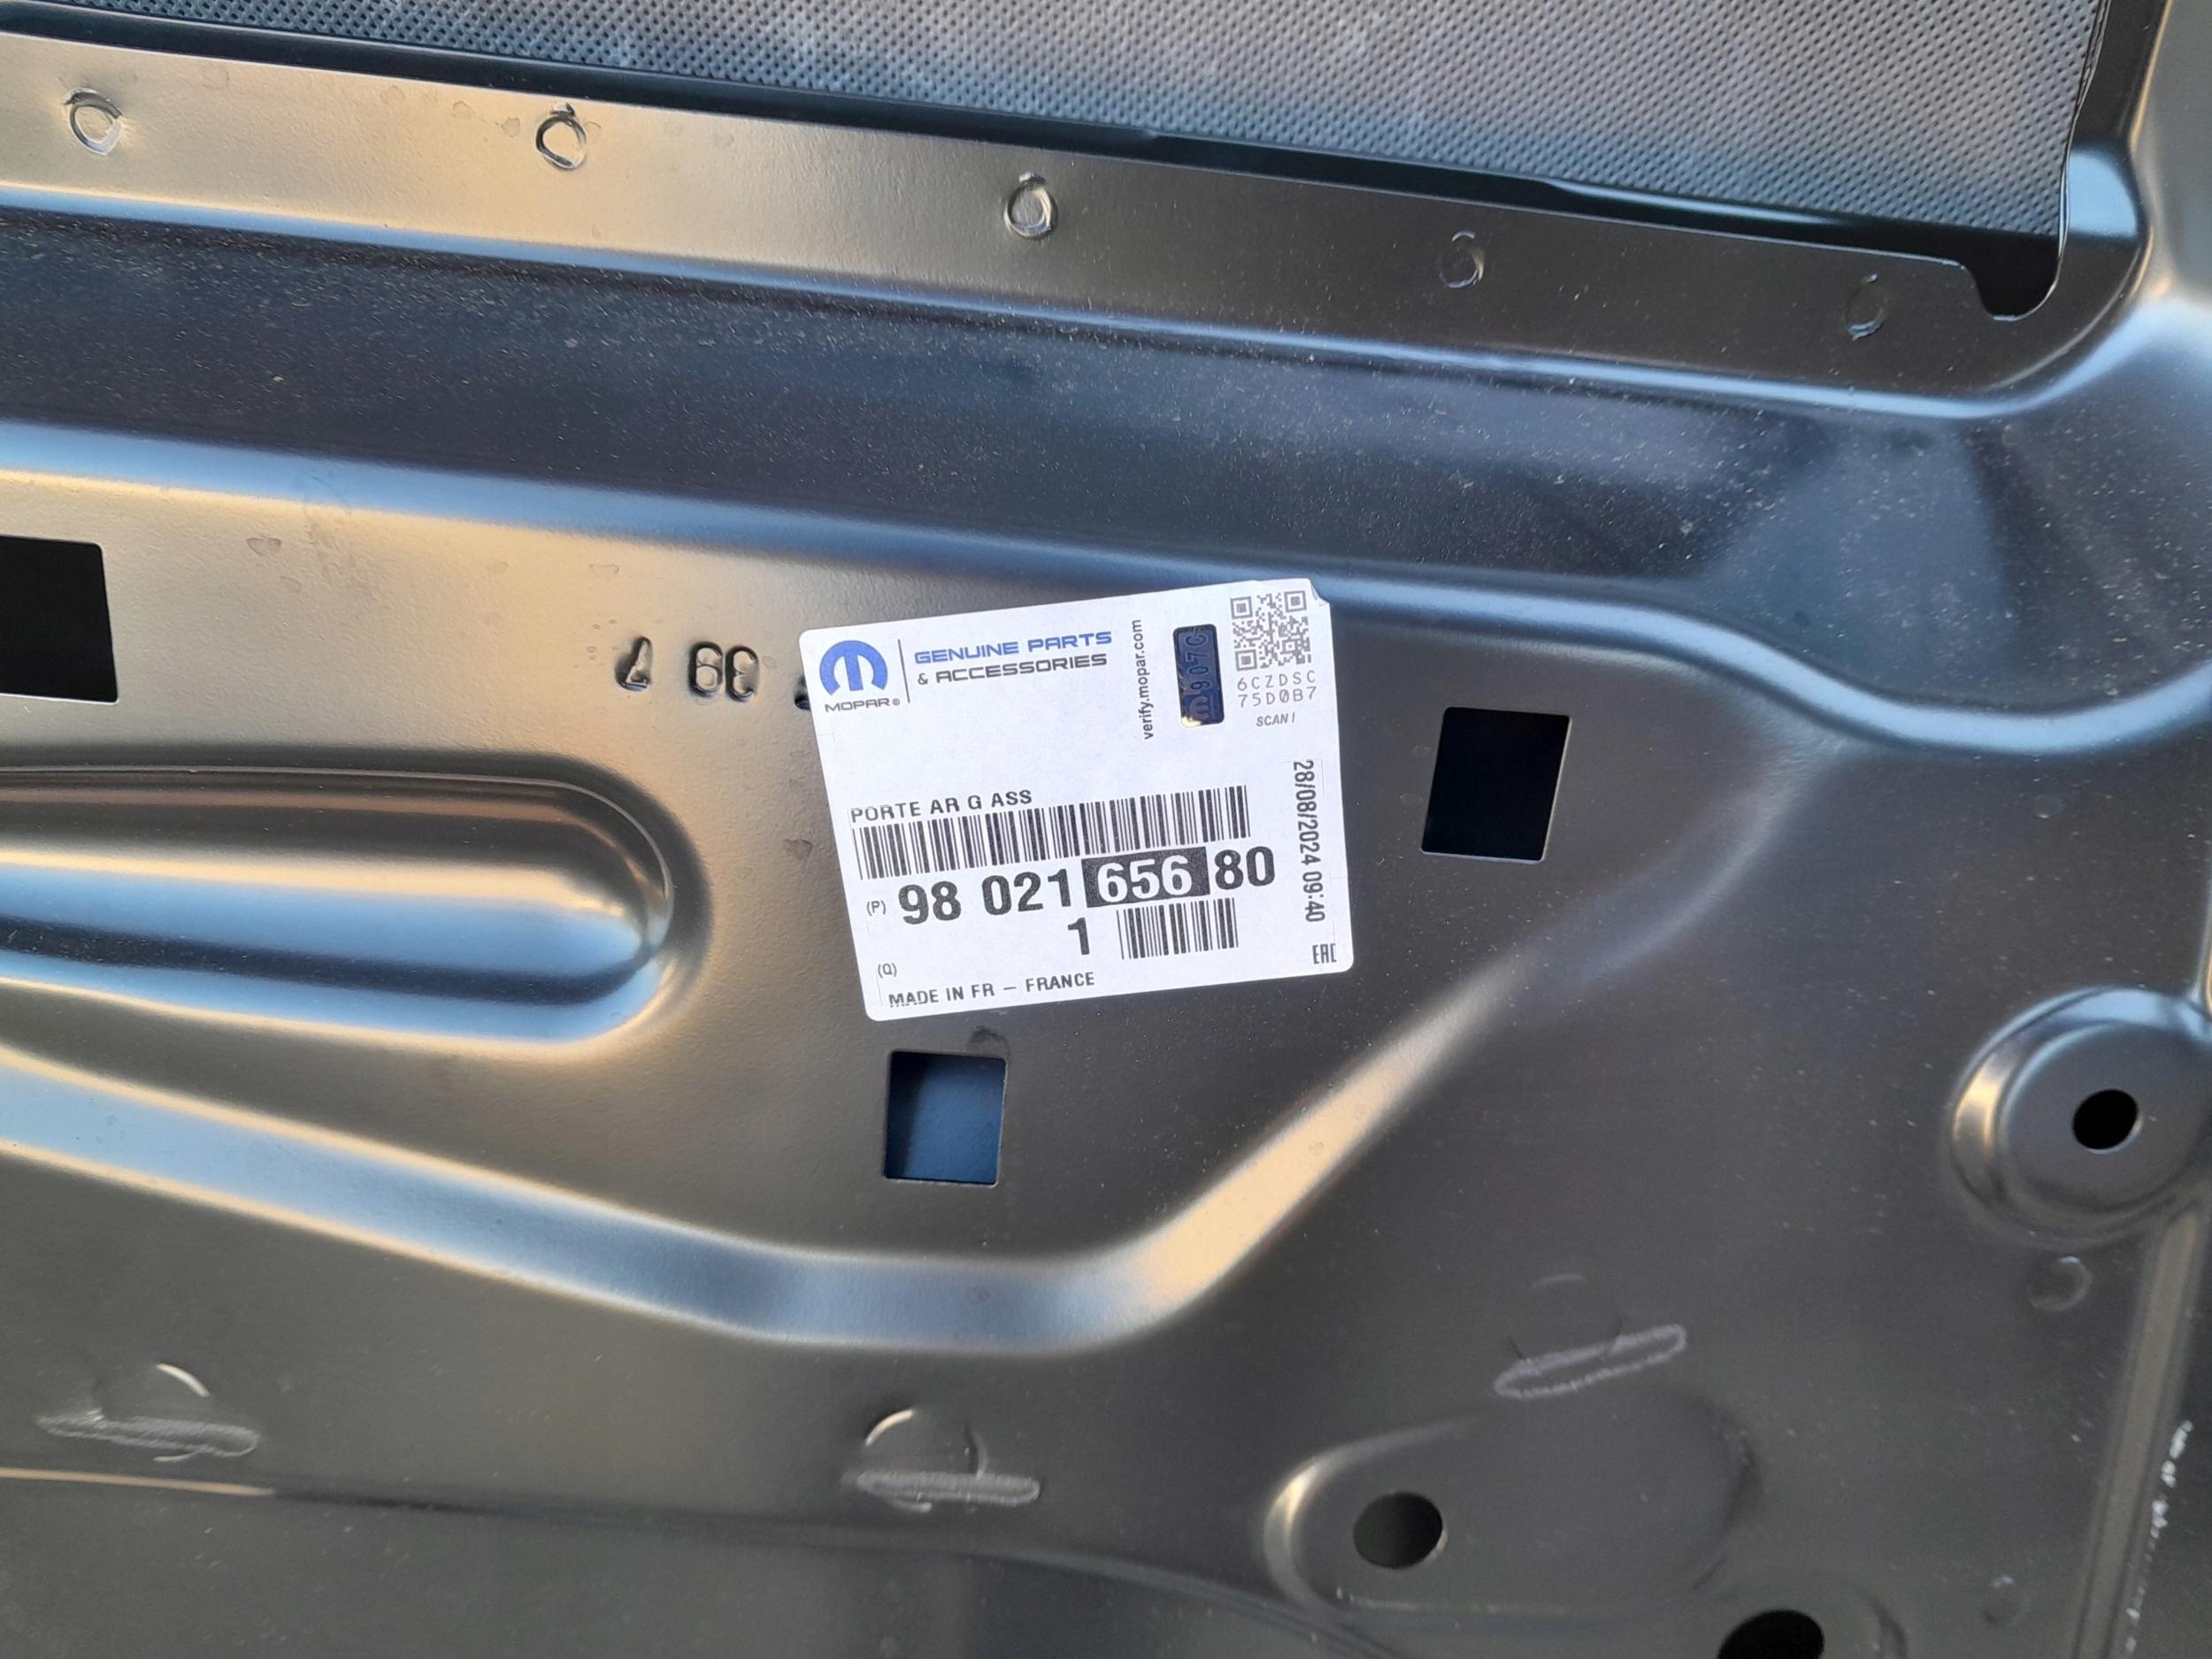 MOPAR®
GENUINE PARTS
& ACCESSORIES
verify.mopar.com
6CZDSC
75D0B7
SCAN!
PORTE AR G ASS
(P) 98 021 656 80
1
(Q)
MADE IN FR – FRANCE
28/08/2024 09:40
EAC